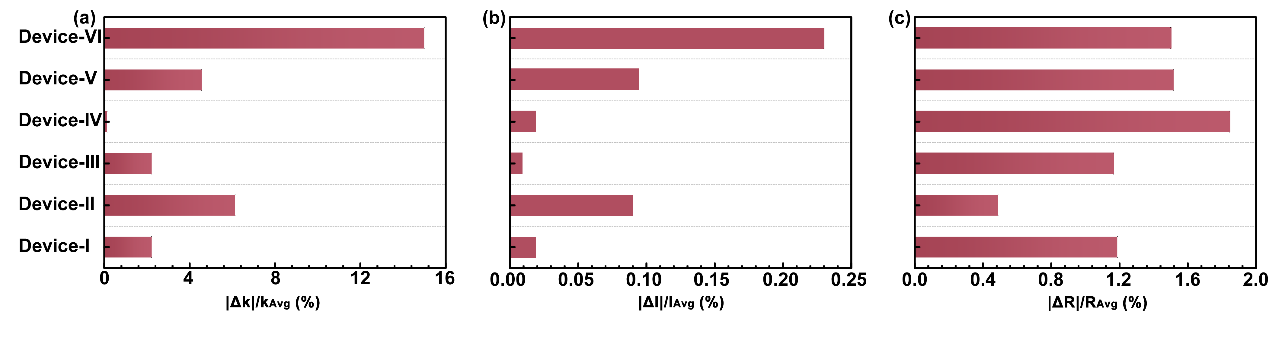 (a)
Device-VI
Device-V
Device-IV
Device-III
Device-II
Device-I
0 4 8 12 16
|Δk|/kAvg (%)
(b)
0.00 0.05 0.10 0.15 0.20 0.25
|ΔI|/IAvg (%)
(c)
0.0 0.4 0.8 1.2 1.6 2.0
|ΔR|/RAvg (%)